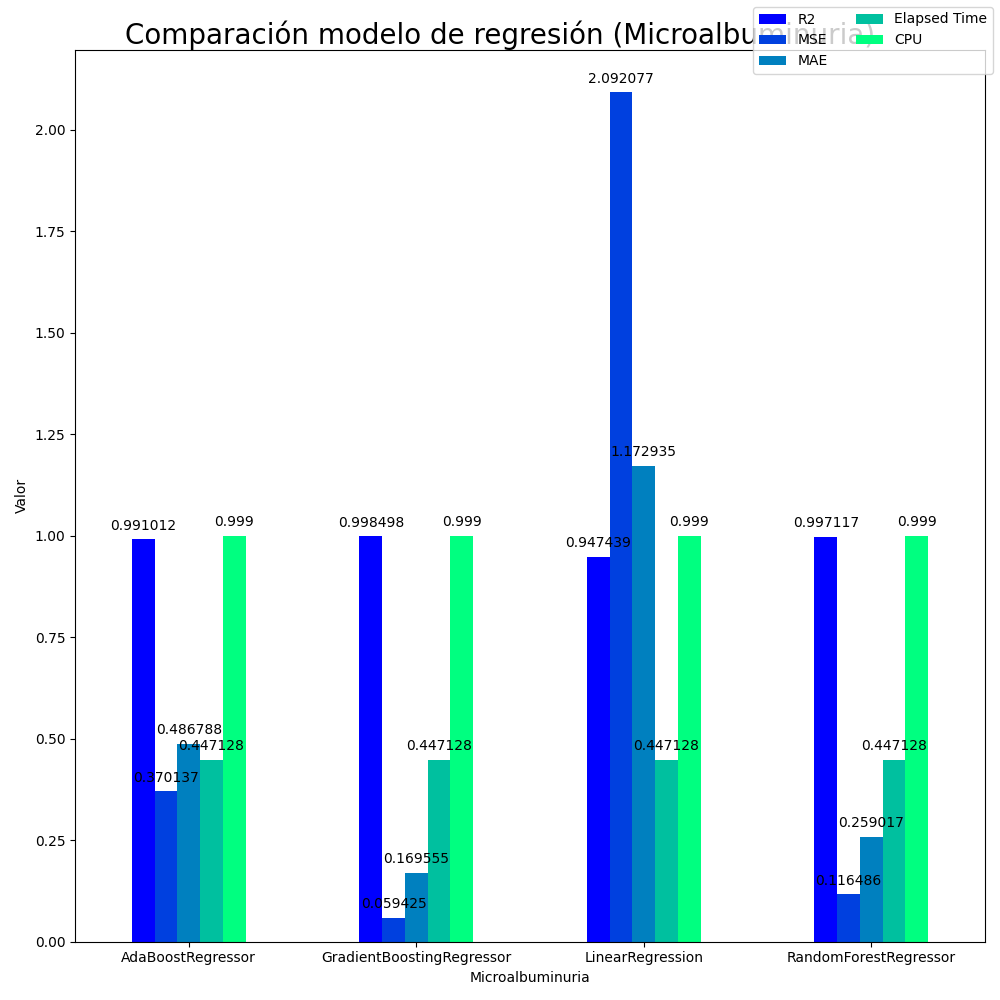 Comparación modelo de regresión (Microalbuminuria)
R2
MSE
MAE
Elapsed Time
CPU
2.092077
2.00
1.75
1.50
1.25
1.00
0.75
0.50
0.25
0.00
Valor
0.991012
0.370137
0.486788
0.447128
0.999
0.998498
0.059425
0.169555
0.447128
0.999
0.947439
1.172935
0.447128
0.999
0.997117
0.116486
0.259017
0.447128
0.999
AdaBoostRegressor
GradientBoostingRegressor
LinearRegression
RandomForestRegressor
Microalbuminuria